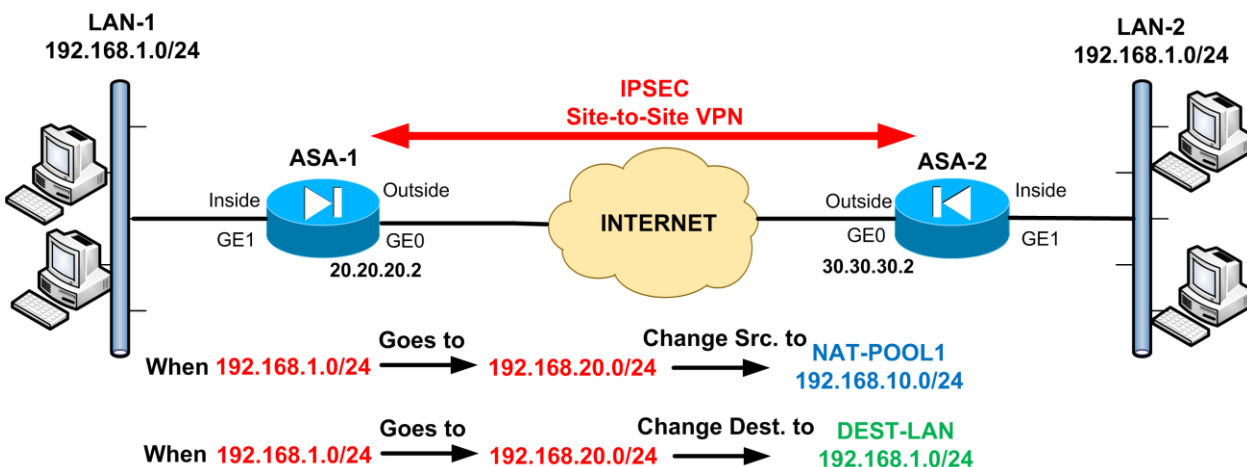 LAN-1
192.168.1.0/24
LAN-2
192.168.1.0/24
IPSEC
Site-to-Site VPN
ASA-1
ASA-2
Inside
Outside
INTERNET
Outside
Inside
GE1
GE0
GE0
GE1
20.20.20.2
30.30.30.2
When 192.168.1.0/24 Goes to 192.168.20.0/24 Change Src. to NAT-POOL1
192.168.10.0/24
When 192.168.1.0/24 Goes to 192.168.20.0/24 Change Dest. to DEST-LAN
192.168.1.0/24